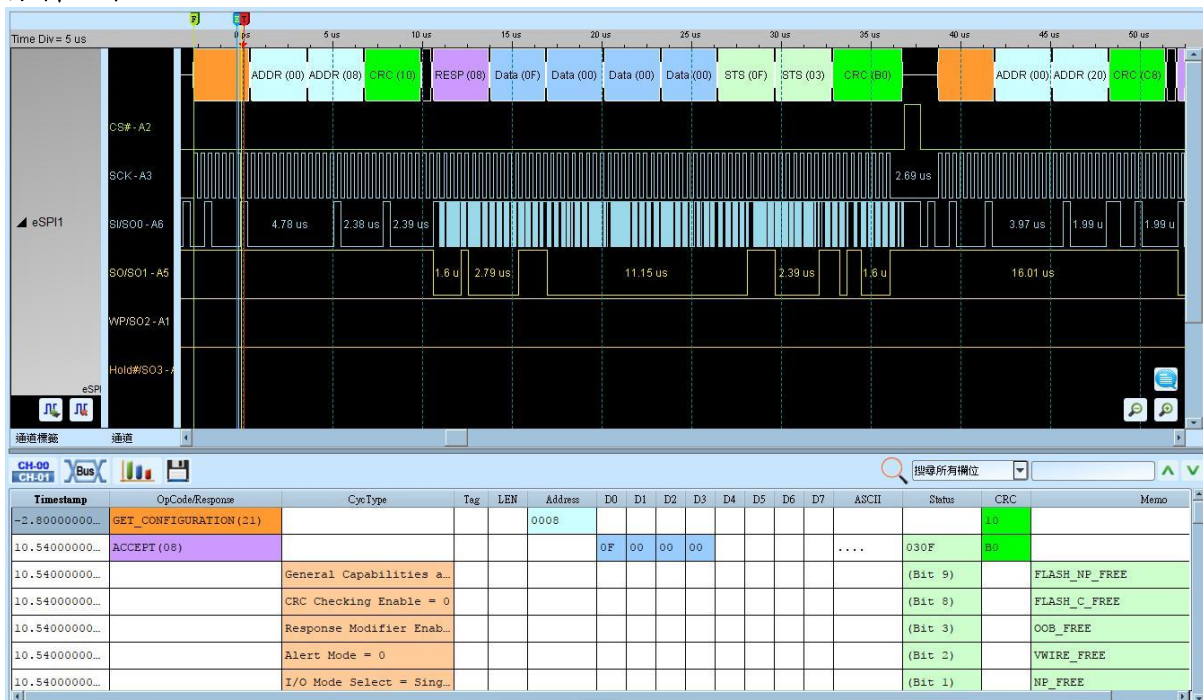 F
T
Time Div= 5 us
0 ps
5 us
10 us
15 us
20 us
25 us
30 us
35 us
40 us
45 us
50 us
ADDR (00) ADDR (08) CRC (10) RESP (08) Data (0F) Data (00) Data (00) Data (00) STS (0F) STS (03) CRC (B0) ADDR (00) ADDR (20) CRC (C8)
CS# - A2
SCK - A3
2.69 us
eSPI1
SI/SO0 - A6
4.78 us
2.38 us
2.39 us
3.97 us
1.99 u
1.99 u
SO/SO1 - A5
1.6 u
2.79 us
11.15 us
2.39 us
1.6 u
16.01 us
WP/SO2 - A1
Hold#/SO3 -
eSPI
通道標籤 通道
CH-00
CH-01
Bus
搜尋所有欄位
Timestamp OpCode/Response CycType Tag LEN Address D0 D1 D2 D3 D4 D5 D6 D7 ASCII Status CRC Memo
-2.80000000... GET_CONFIGURATION(21) 0008 10
10.54000000... ACCEPT(08) 0F 00 00 00 .... 030F B0
10.54000000... General Capabilities a... (Bit 9) FLASH_NP_FREE
10.54000000... CRC Checking Enable = 0 (Bit 8) FLASH_C_FREE
10.54000000... Response Modifier Enab... (Bit 3) OOB_FREE
10.54000000... Alert Mode = 0 (Bit 2) VWIRE_FREE
10.54000000... I/O Mode Select = Sing... (Bit 1) NP_FREE